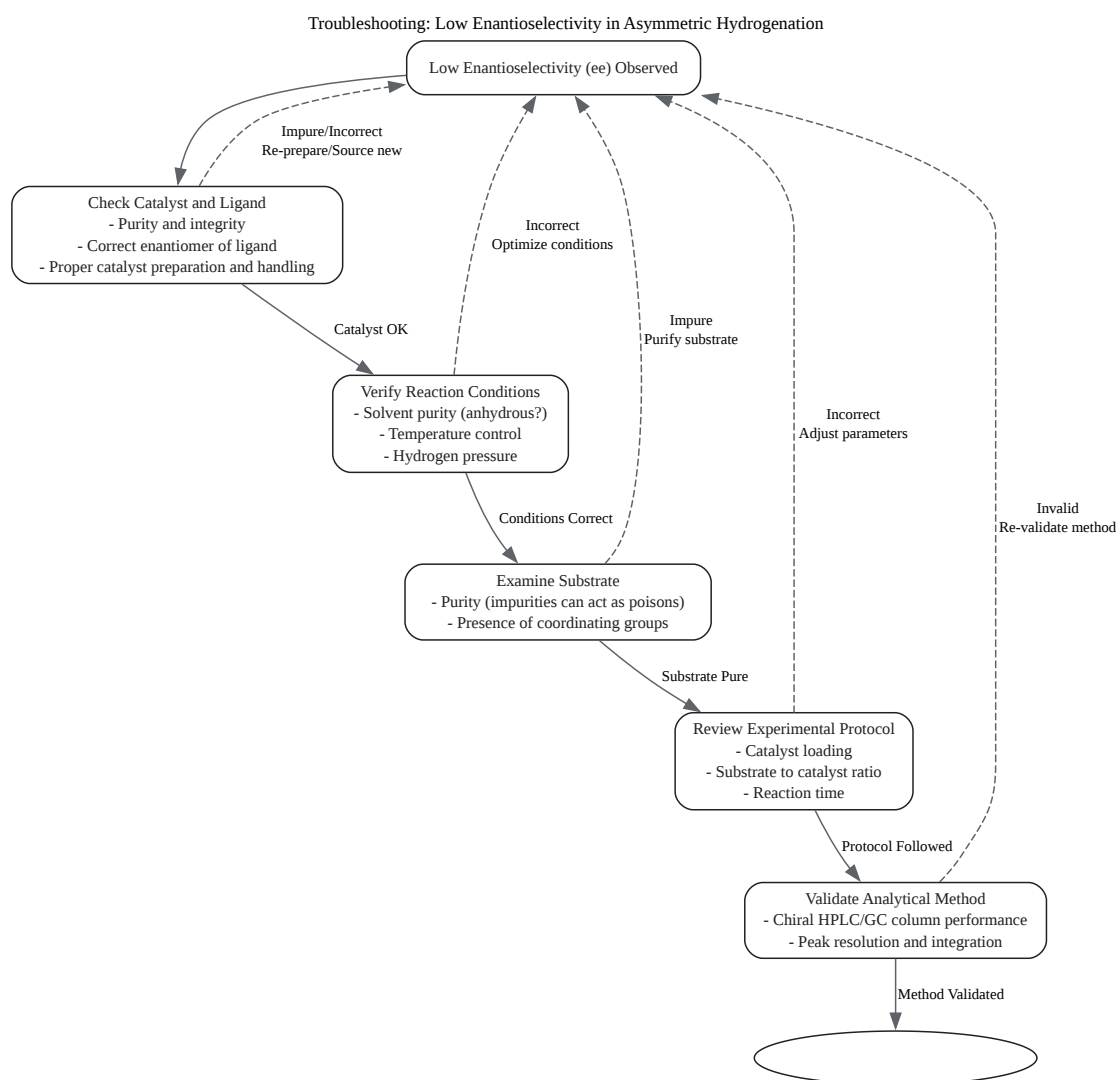 Troubleshooting: Low Enantioselectivity in Asymmetric Hydrogenation
Low Enantioselectivity (ee) Observed
Impure/Incorrect
Re-prepare/Source new
Check Catalyst and Ligand
- Purity and integrity
- Correct enantiomer of ligand
- Proper catalyst preparation and handling
Incorrect
Optimize conditions
Catalyst OK
Impure
Purify substrate
Verify Reaction Conditions
- Solvent purity (anhydrous?)
- Temperature control
- Hydrogen pressure
Incorrect
Adjust parameters
Conditions Correct
Invalid
Re-validate method
Examine Substrate
- Purity (impurities can act as poisons)
- Presence of coordinating groups
Substrate Pure
Review Experimental Protocol
- Catalyst loading
- Substrate to catalyst ratio
- Reaction time
Protocol Followed
Validate Analytical Method
- Chiral HPLC/GC column performance
- Peak resolution and integration
Method Validated